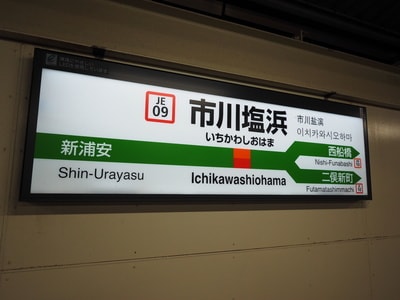 JE
09
市川塩浜
いちかわしおはま
市川盐滨
이치카와시오하마
新浦安
Shin-Urayasu
Ichikawashiohama
西船橋
Nishi-Funabashi
二俣新町
Futamatashimmachi